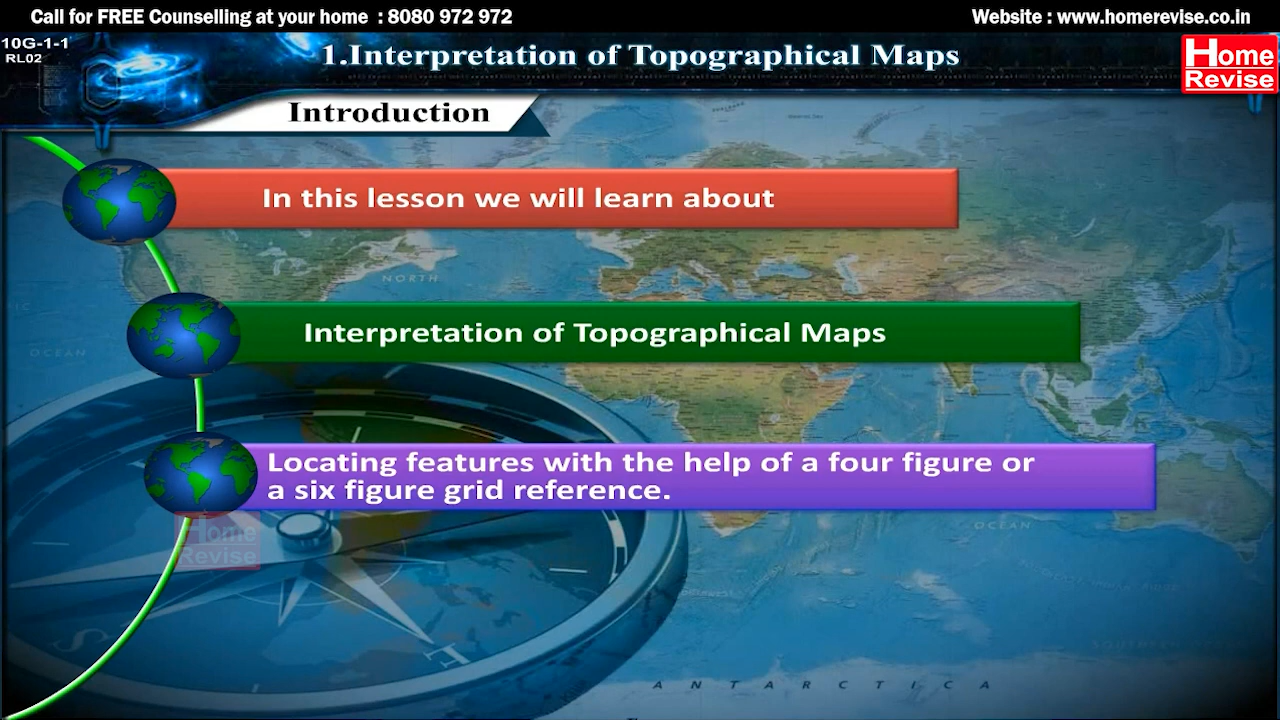 Call for FREE Counselling at your home : 8080 972 972
Website : www.homerevise.co.in
10G-1-1
RL02
1.Interpretation of Topographical Maps
Home
Revise
Introduction
In this lesson we will learn about
NORTH
OCEAN
Interpretation of Topographical Maps
Locating features with the help of a four figure or
a six figure grid reference.
Home
Revise
OCEAN
S
ANTARCTICA